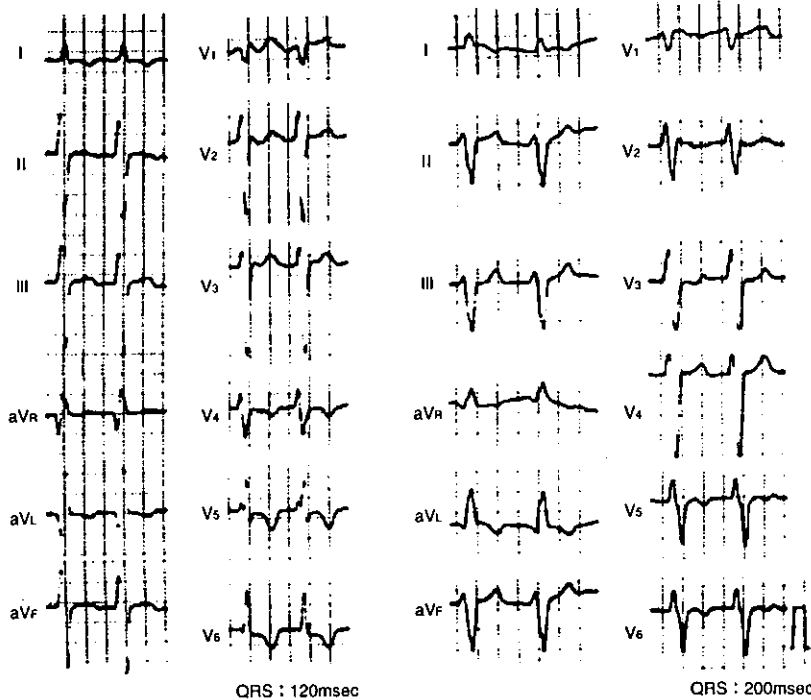 I
II
III
aVR
aVL
aVF
V1
V2
V3
V4
V5
V6
QRS : 120msec
I
II
III
aVR
aVL
aVF
V1
V2
V3
V4
V5
V6
QRS : 200msec